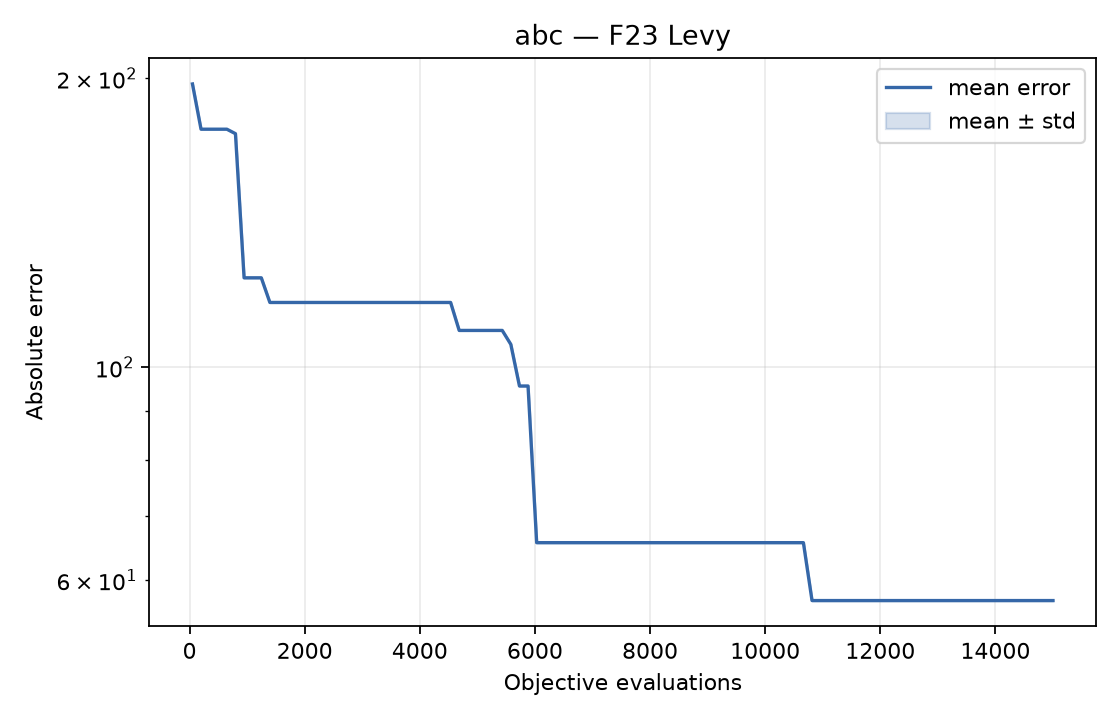 abc — F23 Levy
mean error
mean ± std
Absolute error
2 × 10²
10²
6 × 10¹
0 2000 4000 6000 8000 10000 12000 14000
Objective evaluations